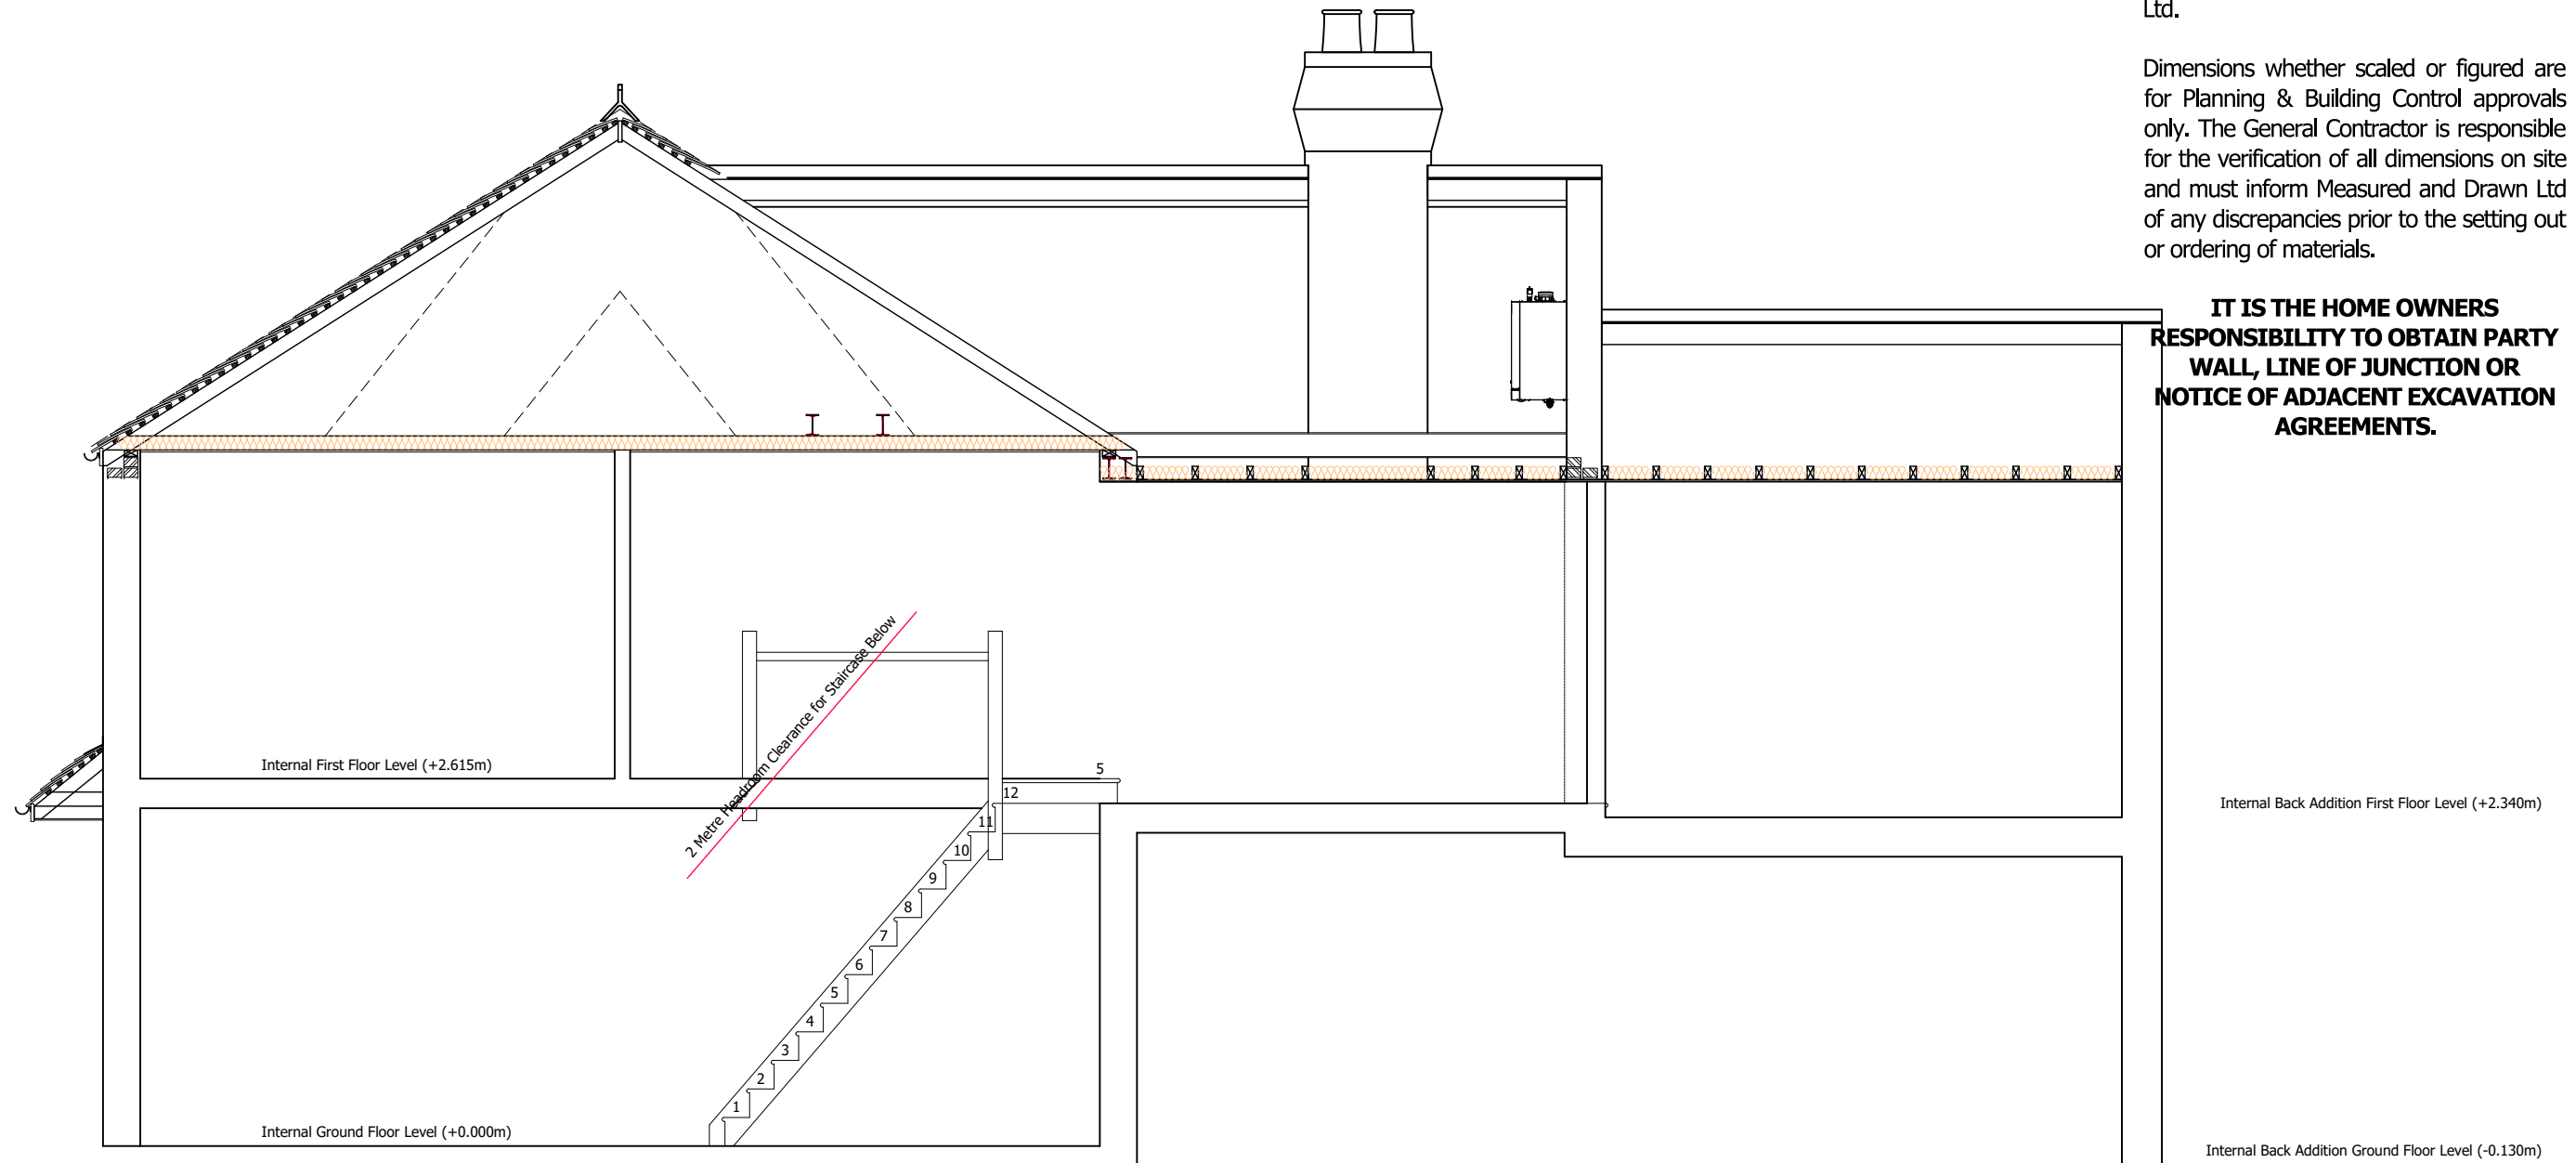 Ltd.
Dimensions whether scaled or figured are
for Planning & Building Control approvals
only. The General Contractor is responsible
for the verification of all dimensions on site
and must inform Measured and Drawn Ltd
of any discrepancies prior to the setting out
or ordering of materials.
IT IS THE HOME OWNERS
RESPONSIBILITY TO OBTAIN PARTY
WALL, LINE OF JUNCTION OR
NOTICE OF ADJACENT EXCAVATION
AGREEMENTS.
2 Metre Headroom Clearance for Staircase Below
Internal First Floor Level (+2.615m)
5
12
11
10
9
8
7
6
5
4
3
2
1
Internal Back Addition First Floor Level (+2.340m)
Internal Ground Floor Level (+0.000m)
Internal Back Addition Ground Floor Level (-0.130m)